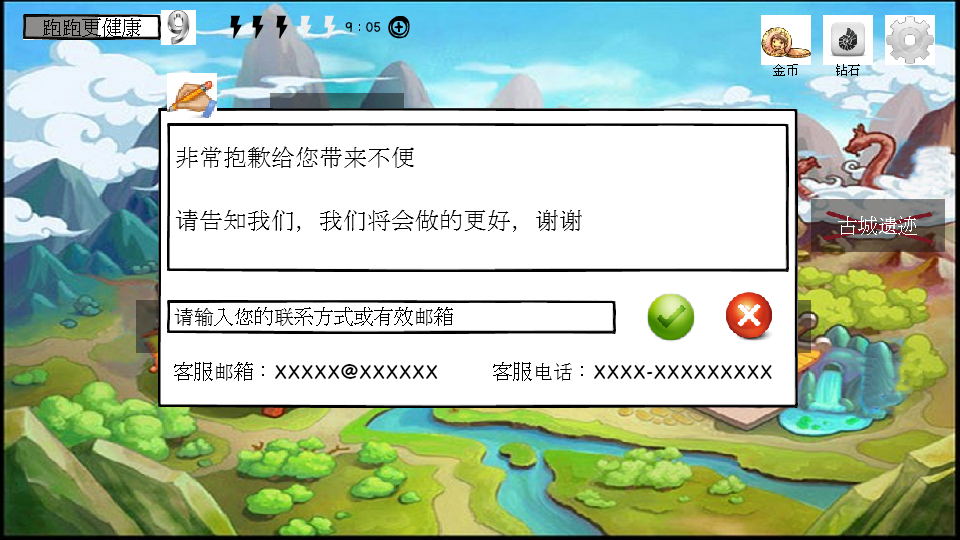 跑跑更健康
9
9:05
金币
钻石
非常抱歉给您带来不便
请告知我们，我们将会做的更好，谢谢
古城遗迹
请输入您的联系方式或有效邮箱
客服邮箱：XXXXX@XXXXXX
客服电话：XXXX-XXXXXXXXX